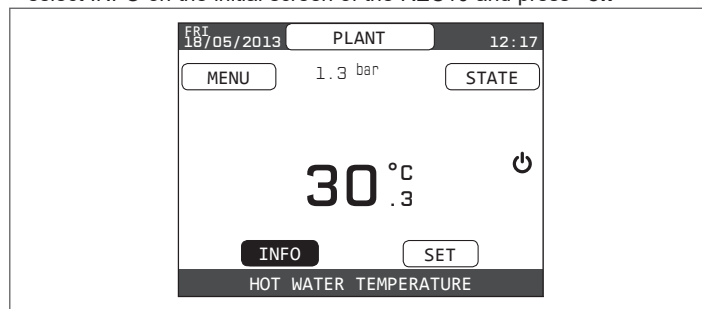 FRI
18/05/2013 PLANT 12:17
MENU 1.3 bar STATE
30.3 °C
INFO SET
HOT WATER TEMPERATURE